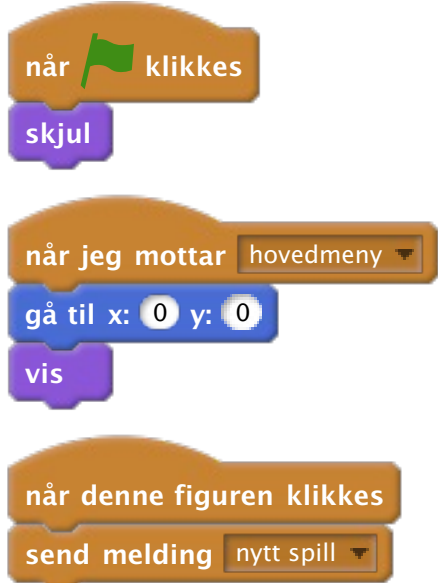 når klikkes
skjul
når jeg mottar hovedmeny
gå til x: 0 y: 0
vis
når denne figuren klikkes
send melding nytt spill